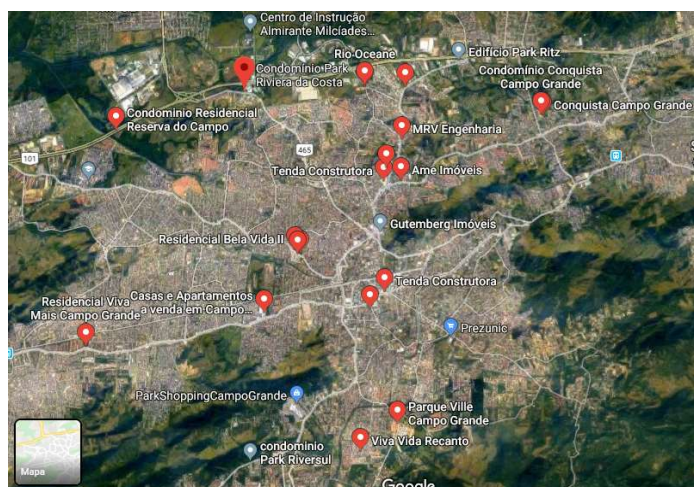 Centro de Instrução
Almirante Milcíades...
Rio-Oceane
Edifício Park Ritz
Condominio Park
Riviera da Costa
Condomínio Conquista
Campo Grande
Conquista Campo Grande
Condominio Residencial
Reserva do Campo
MRV Engenharia
465
101
Tenda Construtora
Ame Imóveis
Gutemberg Imóveis
Residencial Bela Vida II
Tenda Construtora
Casas e Apartamentos
a venda em Campo...
Residencial Viva
Mais Campo Grande
Prezunic
ParkShoppingCampoGrande
Parque Ville
Campo Grande
Viva Vida Recanto
condominio
Park Riversul
Mapa
Google